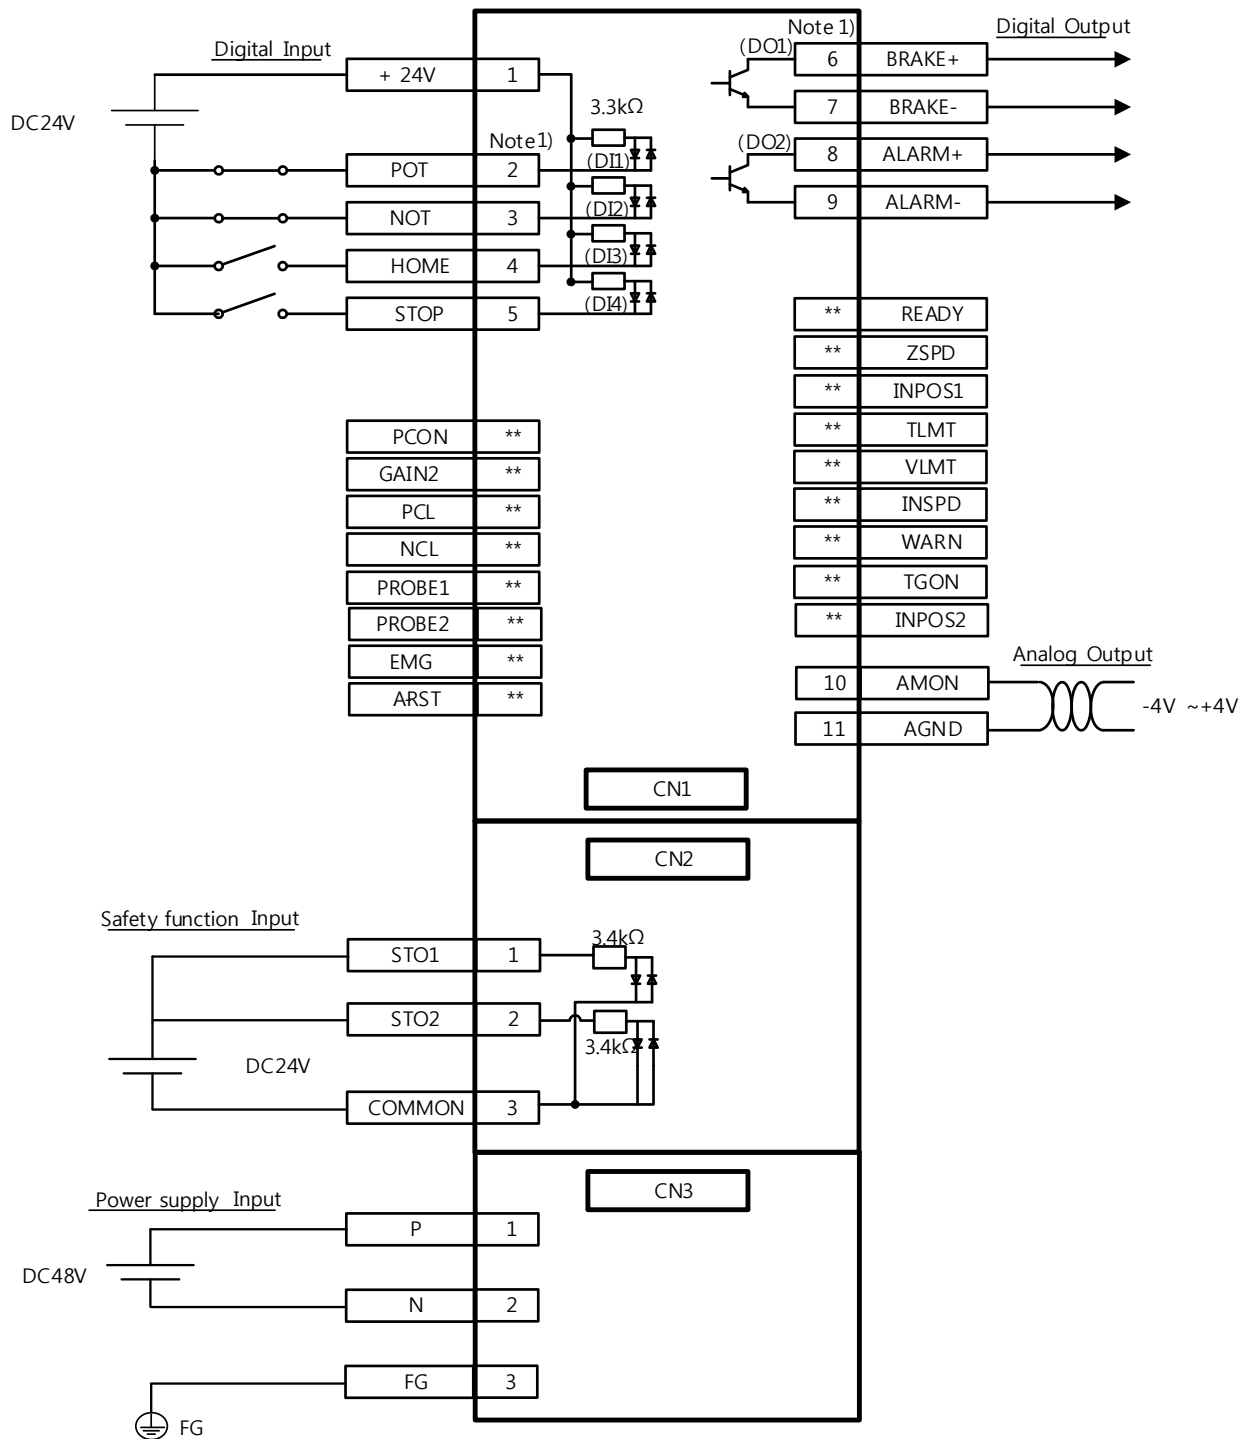 Note 1)
Digital Output
Digital Input
(DO1)
6 BRAKE+
+ 24V 1
7 BRAKE-
3.3kΩ
DC24V
Note1)
(DO2)
8 ALARM+
POT 2
(DI1)
9 ALARM-
NOT 3
(DI2)
HOME 4
(DI3)
STOP 5
(DI4)
** READY
** ZSPD
** INPOS1
** TLMT
** VLMT
** INSPD
** WARN
** TGON
** INPOS2
PCON **
GAIN2 **
PCL **
NCL **
PROBE1 **
PROBE2 **
EMG **
ARST **
Analog Output
10 AMON
-4V ~+4V
11 AGND
CN1
CN2
Safety function Input
STO1 1
3.4kΩ
STO2 2
3.4kΩ
DC24V
COMMON 3
CN3
Power supply Input
P 1
DC48V
N 2
FG 3
FG